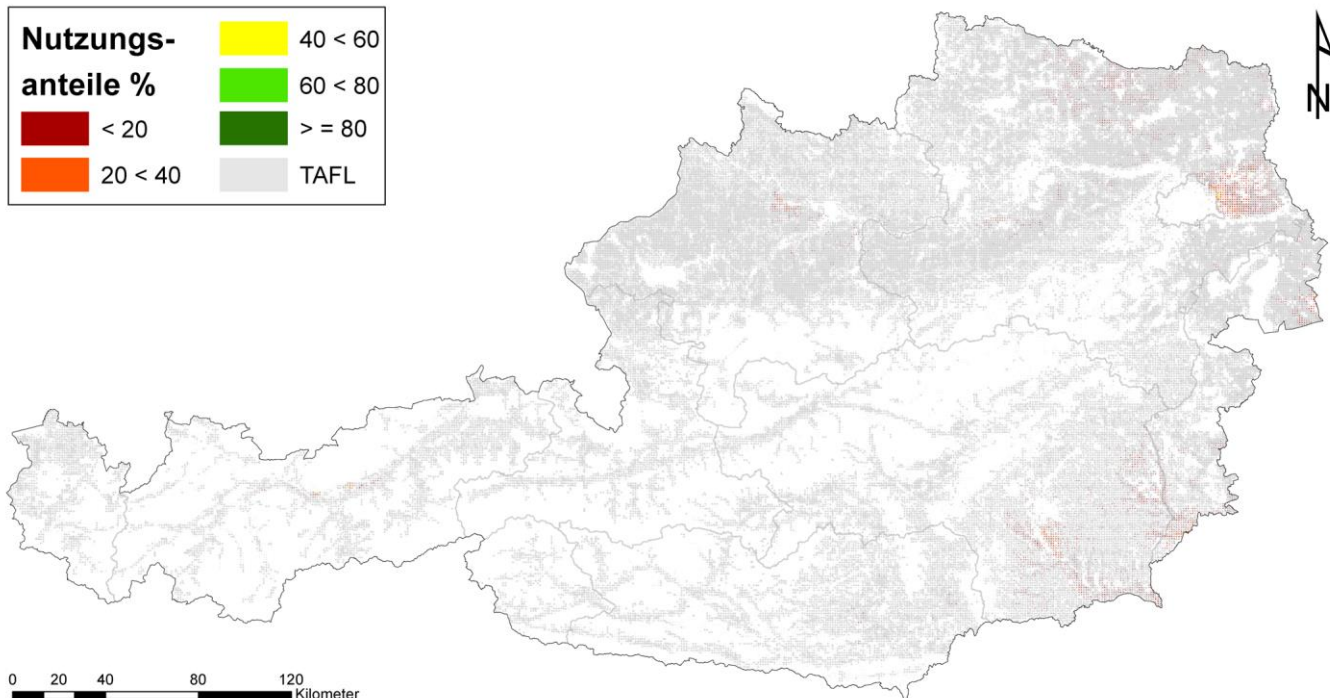 Nutzungs-
anteile %
< 20
20 < 40
40 < 60
60 < 80
> = 80
TAFL
N
0 20 40 80 120
Kilometer